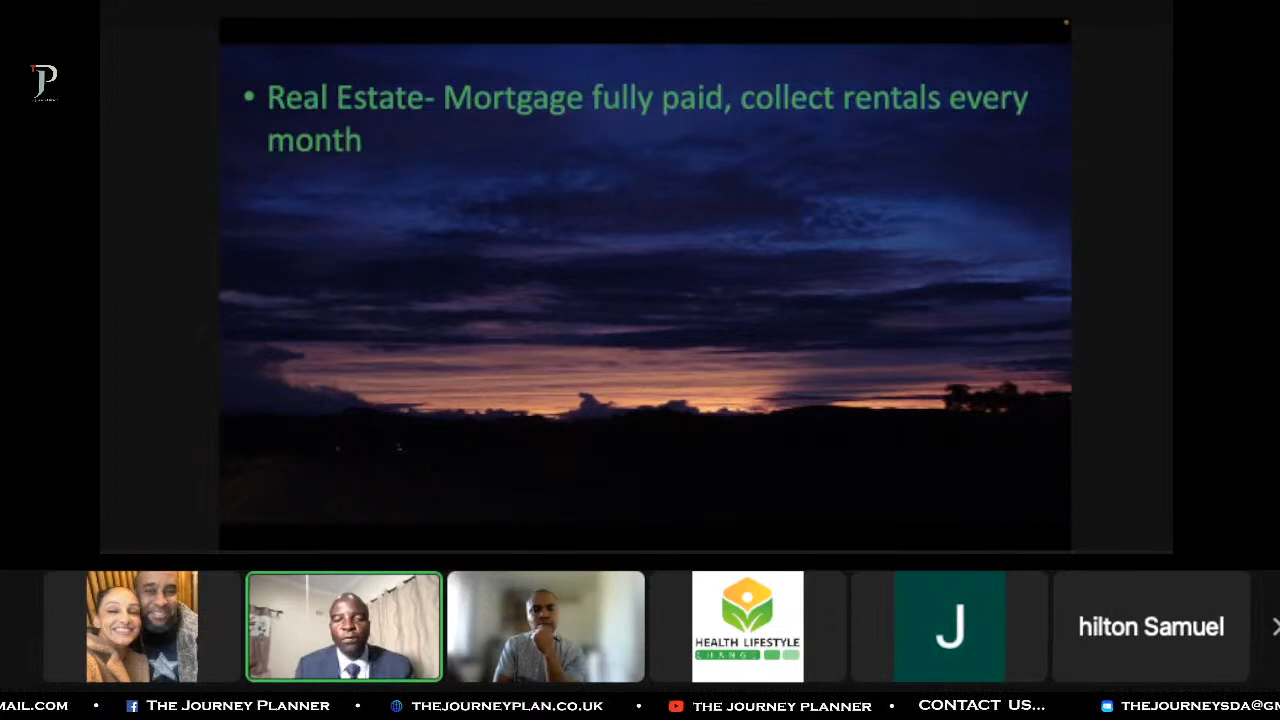 • Real Estate- Mortgage fully paid, collect rentals every
month
HEALTH LIFESTYLE
CHANGE
J
hilton Samuel
MAIL.COM • THE JOURNEY PLANNER • THEJOURNEYPLAN.CO.UK • THE JOURNEY PLANNER • CONTACT US... THEJOURNEYSDA@G